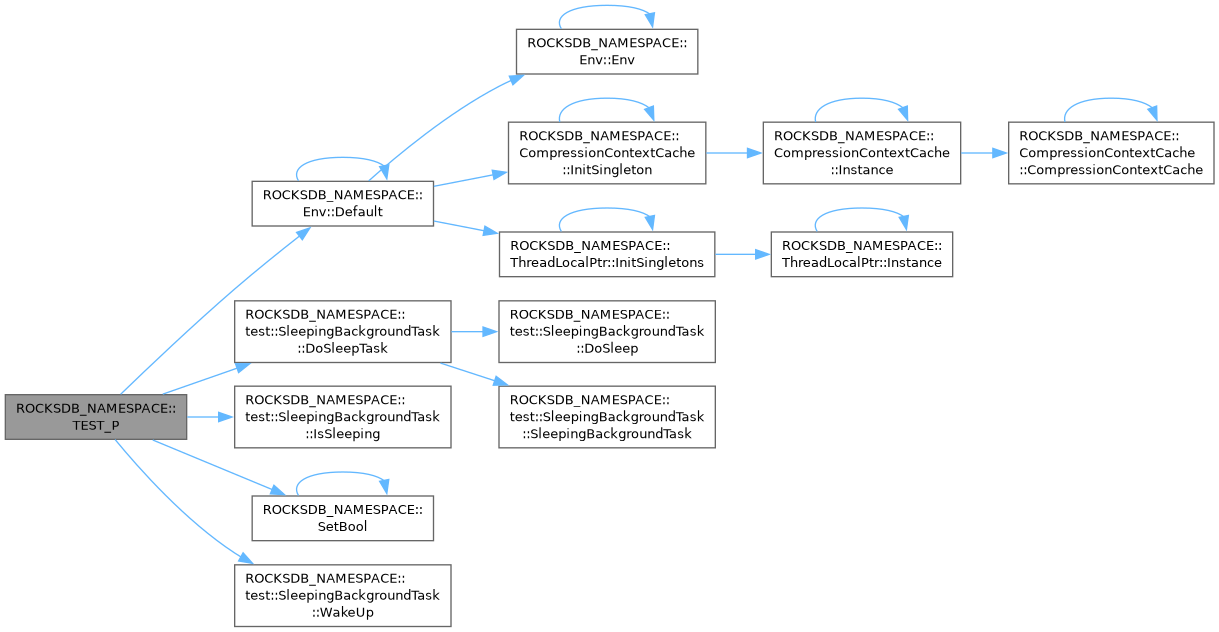 ROCKSDB_NAMESPACE::
Env::Env
ROCKSDB_NAMESPACE::
CompressionContextCache
::InitSingleton
ROCKSDB_NAMESPACE::
CompressionContextCache
::Instance
ROCKSDB_NAMESPACE::
CompressionContextCache
::CompressionContextCache
ROCKSDB_NAMESPACE::
Env::Default
ROCKSDB_NAMESPACE::
ThreadLocalPtr::InitSingletons
ROCKSDB_NAMESPACE::
ThreadLocalPtr::Instance
ROCKSDB_NAMESPACE::
test::SleepingBackgroundTask
::DoSleepTask
ROCKSDB_NAMESPACE::
test::SleepingBackgroundTask
::DoSleep
ROCKSDB_NAMESPACE::
TEST_P
ROCKSDB_NAMESPACE::
test::SleepingBackgroundTask
::IsSleeping
ROCKSDB_NAMESPACE::
test::SleepingBackgroundTask
::SleepingBackgroundTask
ROCKSDB_NAMESPACE::
SetBool
ROCKSDB_NAMESPACE::
test::SleepingBackgroundTask
::WakeUp